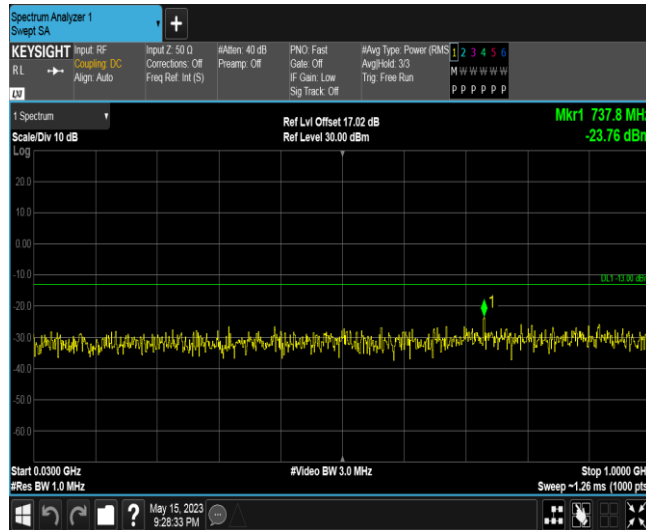 Spectrum Analyzer 1
Swept SA
+
KEYSIGHT
RL
LXI
Input: RF
Coupling: DC
Align: Auto
Input Z: 50 Ω
Corrections: Off
Freq Ref: Int (S)
#Atten: 40 dB
Preamp: Off
PNO: Fast
Gate: Off
IF Gain: Low
Sig Track: Off
#Avg Type: Power (RMS
Avg|Hold: 3/3
Trig: Free Run
1 2 3 4 5 6
M W W W W W
P P P P P P
1 Spectrum
Scale/Div 10 dB
Log
Ref Lvl Offset 17.02 dB
Ref Level 30.00 dBm
Mkr1 737.8 MHz
-23.76 dBm
20.0
10.0
0.00
-10.0
DL1 -13.00 dBm
1
-20.0
-30.0
-40.0
-50.0
-60.0
Start 0.0300 GHz
#Res BW 1.0 MHz
#Video BW 3.0 MHz
Stop 1.0000 GH
Sweep ~1.26 ms (1000 pts
?
May 15, 2023
9:28:33 PM